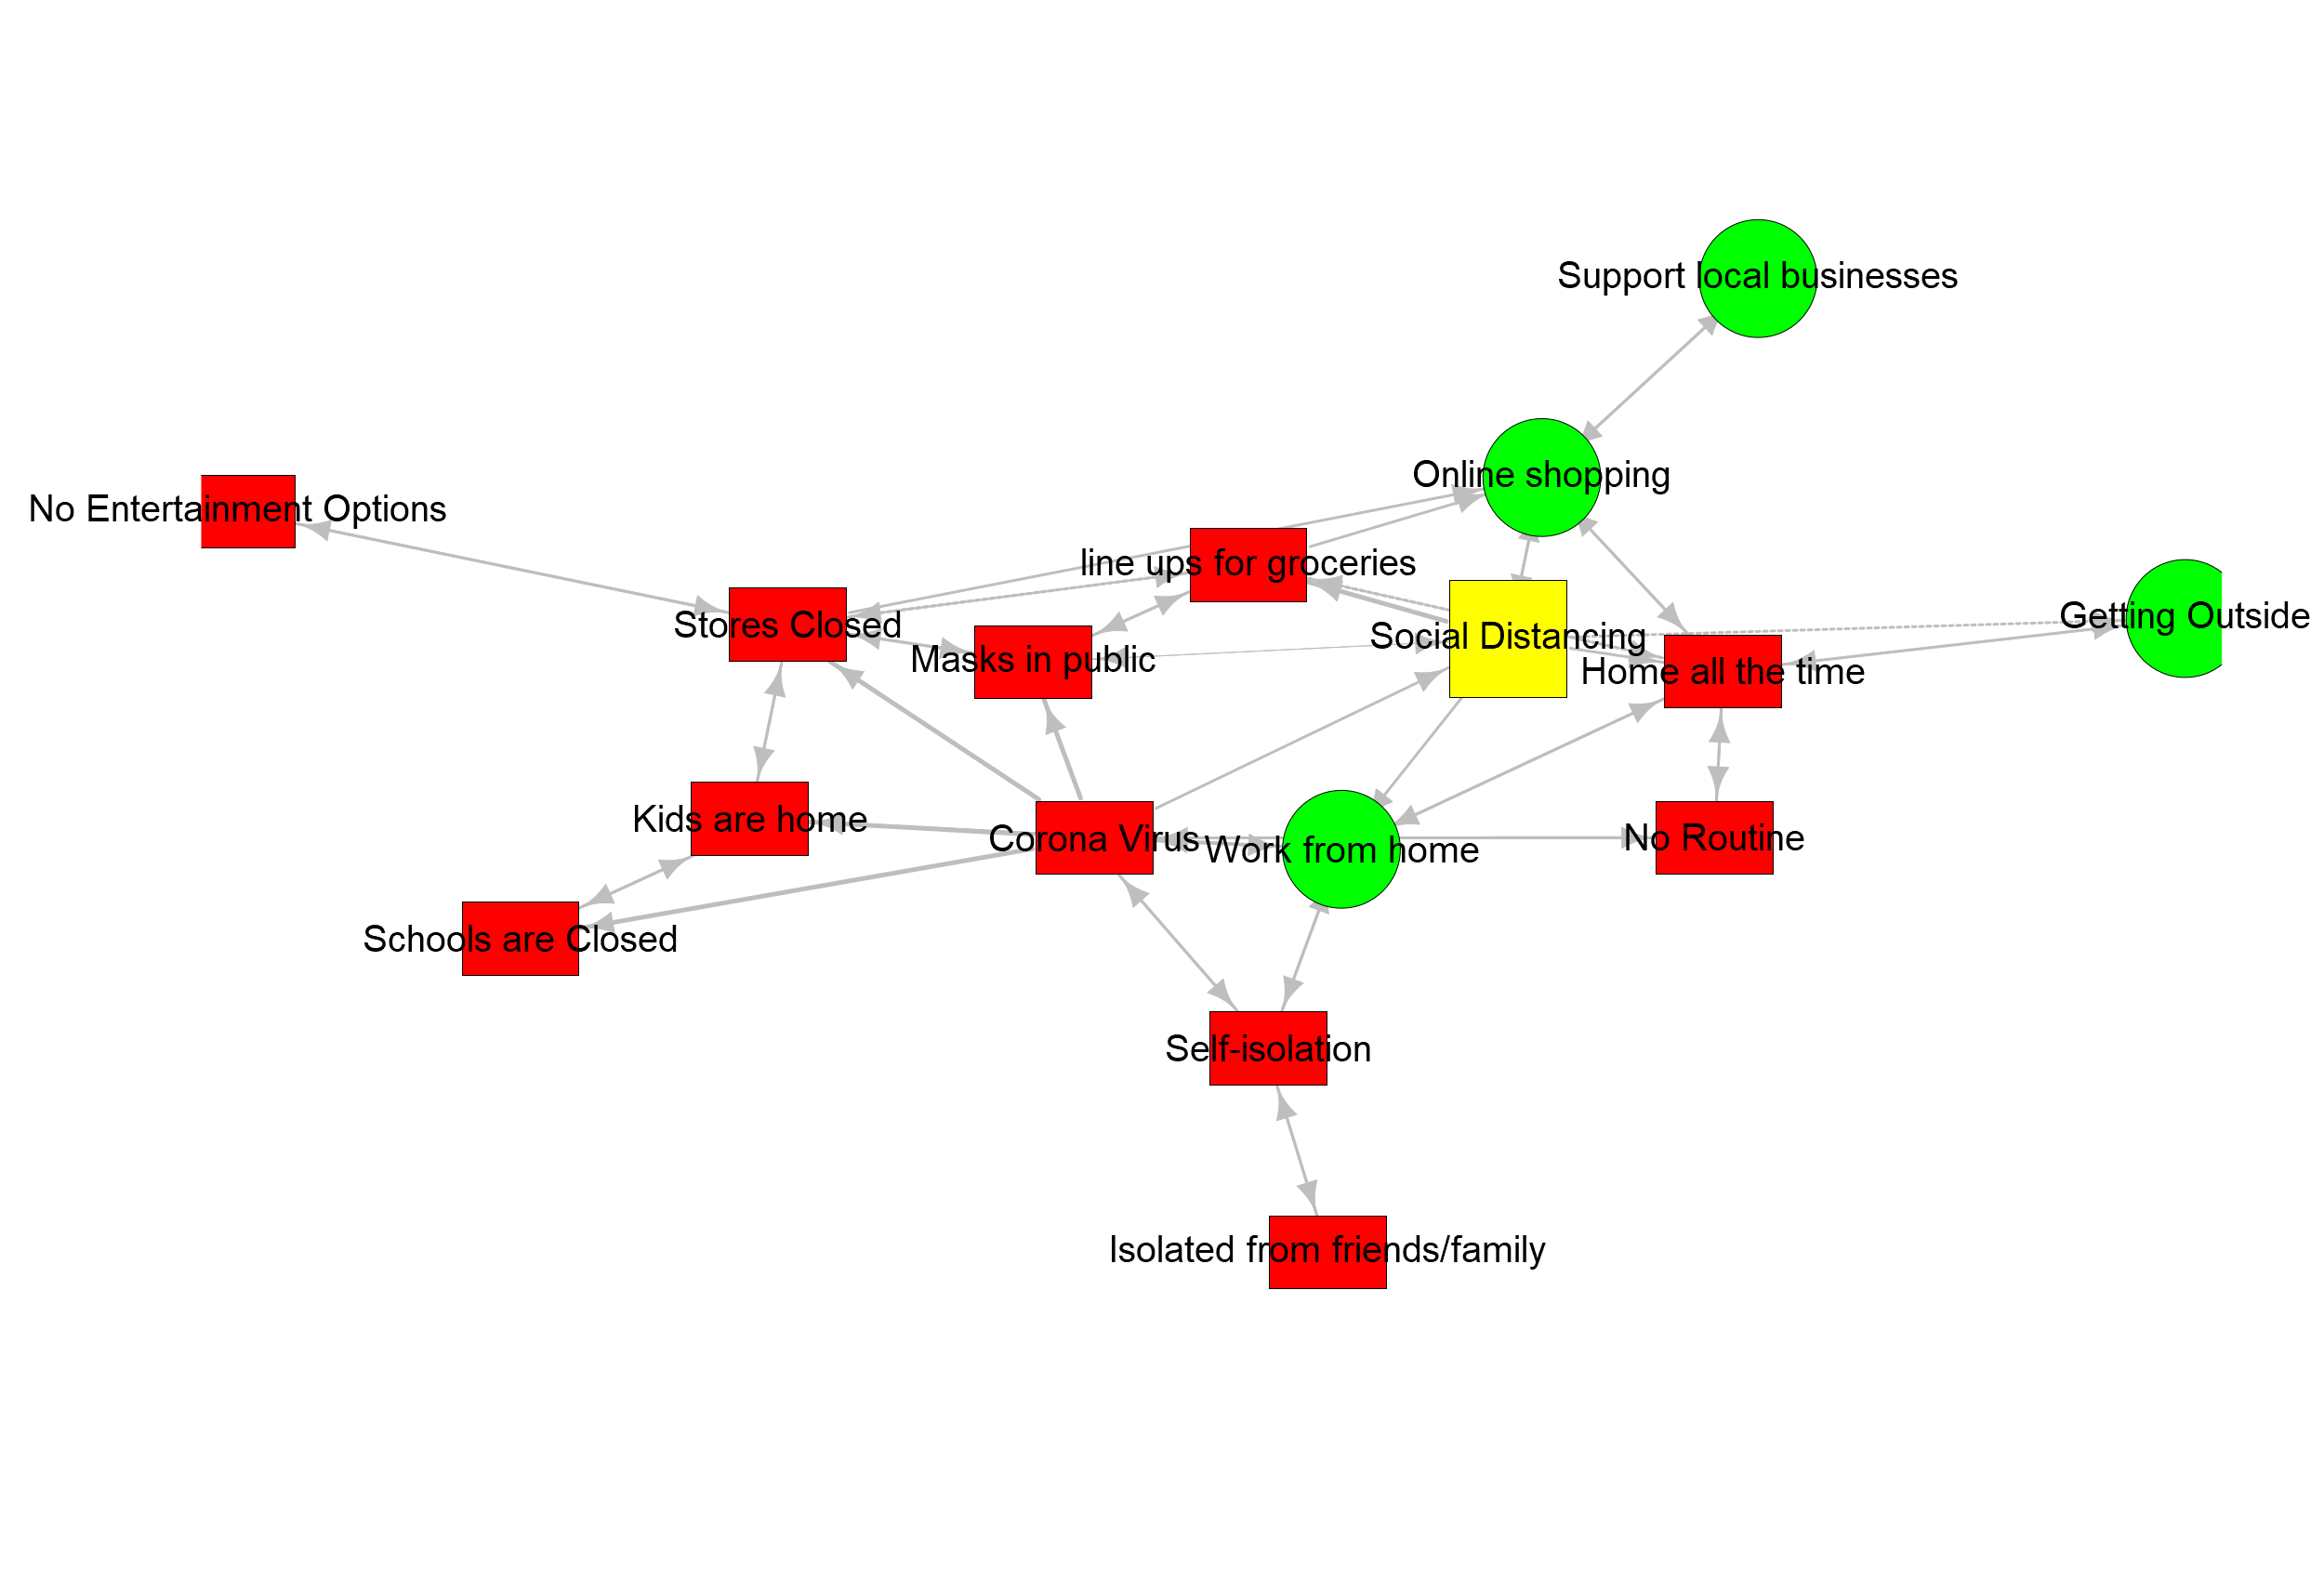 Support local businesses
Online shopping
No Entertainment Options
line ups for groceries
Getting Outside
Stores Closed
Social Distancing
Masks in public
Home all the time
Kids are home
Corona Virus
Work from home
No Routine
Schools are Closed
Self-isolation
Isolated from friends/family